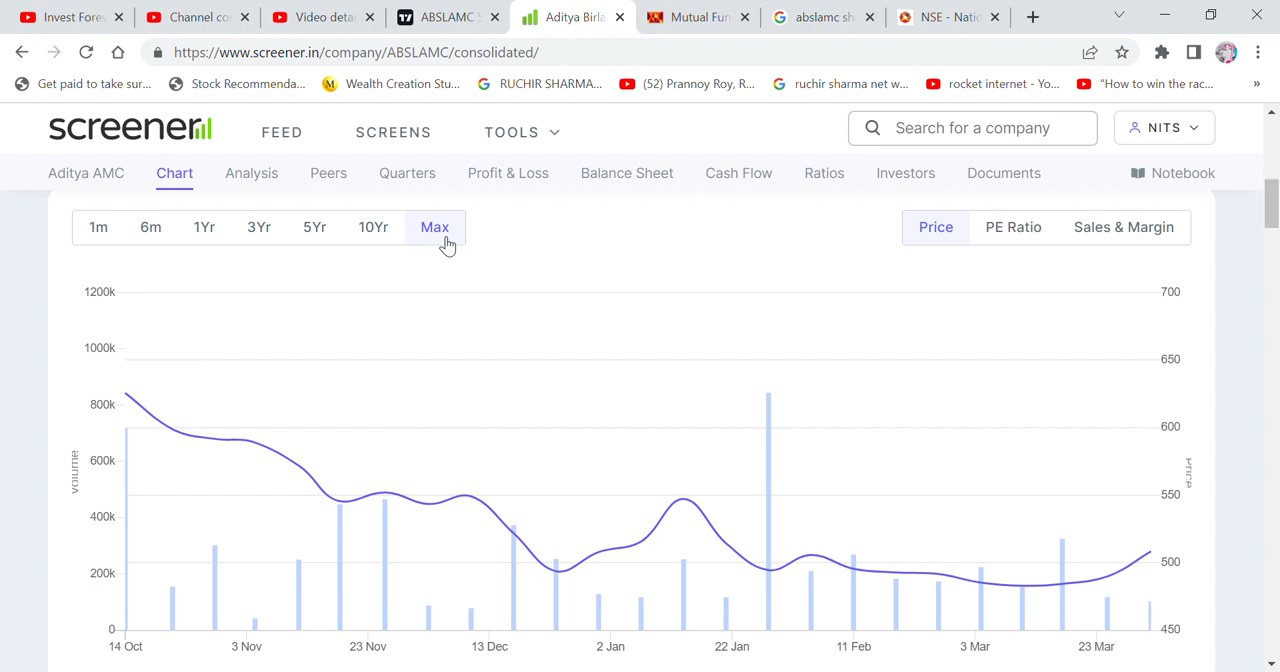 Invest Fore
Channel co
Video deta
ABSLAMC S
Aditya Birla
Mutual Fun
abslamc sh
NSE - Natio
https://www.screener.in/company/ABSLAMC/consolidated/
Get paid to take sur...
Stock Recommenda...
Wealth Creation Stu...
RUCHIR SHARMA...
(52) Prannoy Roy, R...
ruchir sharma net w...
rocket internet - Yo...
"How to win the rac...
»
screener
FEED
SCREENS
TOOLS
Search for a company
NITS
Aditya AMC
Chart
Analysis
Peers
Quarters
Profit & Loss
Balance Sheet
Cash Flow
Ratios
Investors
Documents
Notebook
1m
6m
1Yr
3Yr
5Yr
10Yr
Max
Price
PE Ratio
Sales & Margin
1200k
1000k
800k
600k
400k
200k
0
Volume
700
650
600
550
500
450
Price
14 Oct
3 Nov
23 Nov
13 Dec
2 Jan
22 Jan
11 Feb
3 Mar
23 Mar